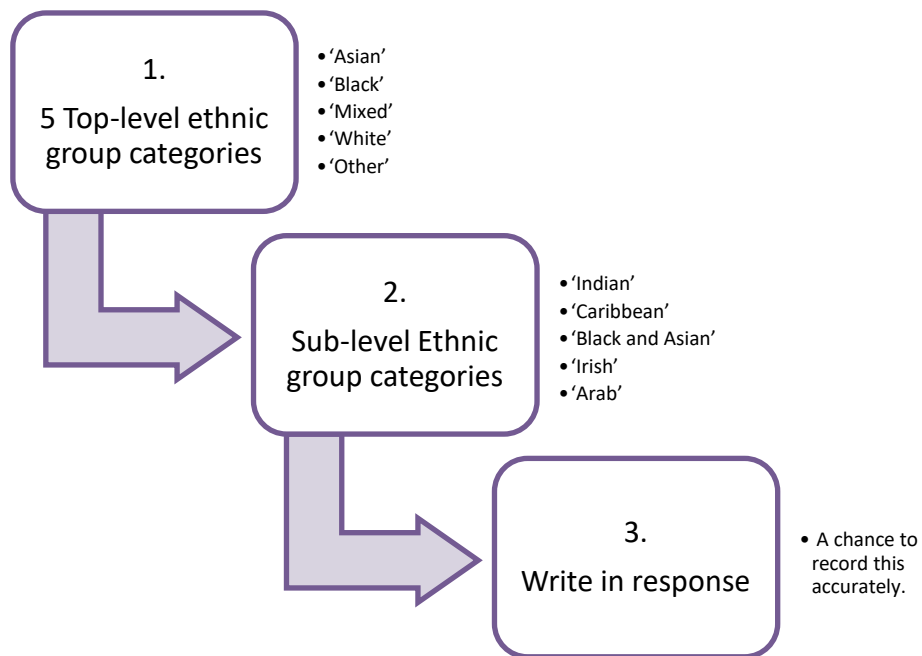 1.
5 Top-level ethnic
group categories
•‘Asian’
•‘Black’
•‘Mixed’
•‘White’
•‘Other’
2.
Sub-level Ethnic
group categories
•‘Indian’
•‘Caribbean’
•‘Black and Asian’
•‘Irish’
•‘Arab’
3.
Write in response
• A chance to
record this
accurately.